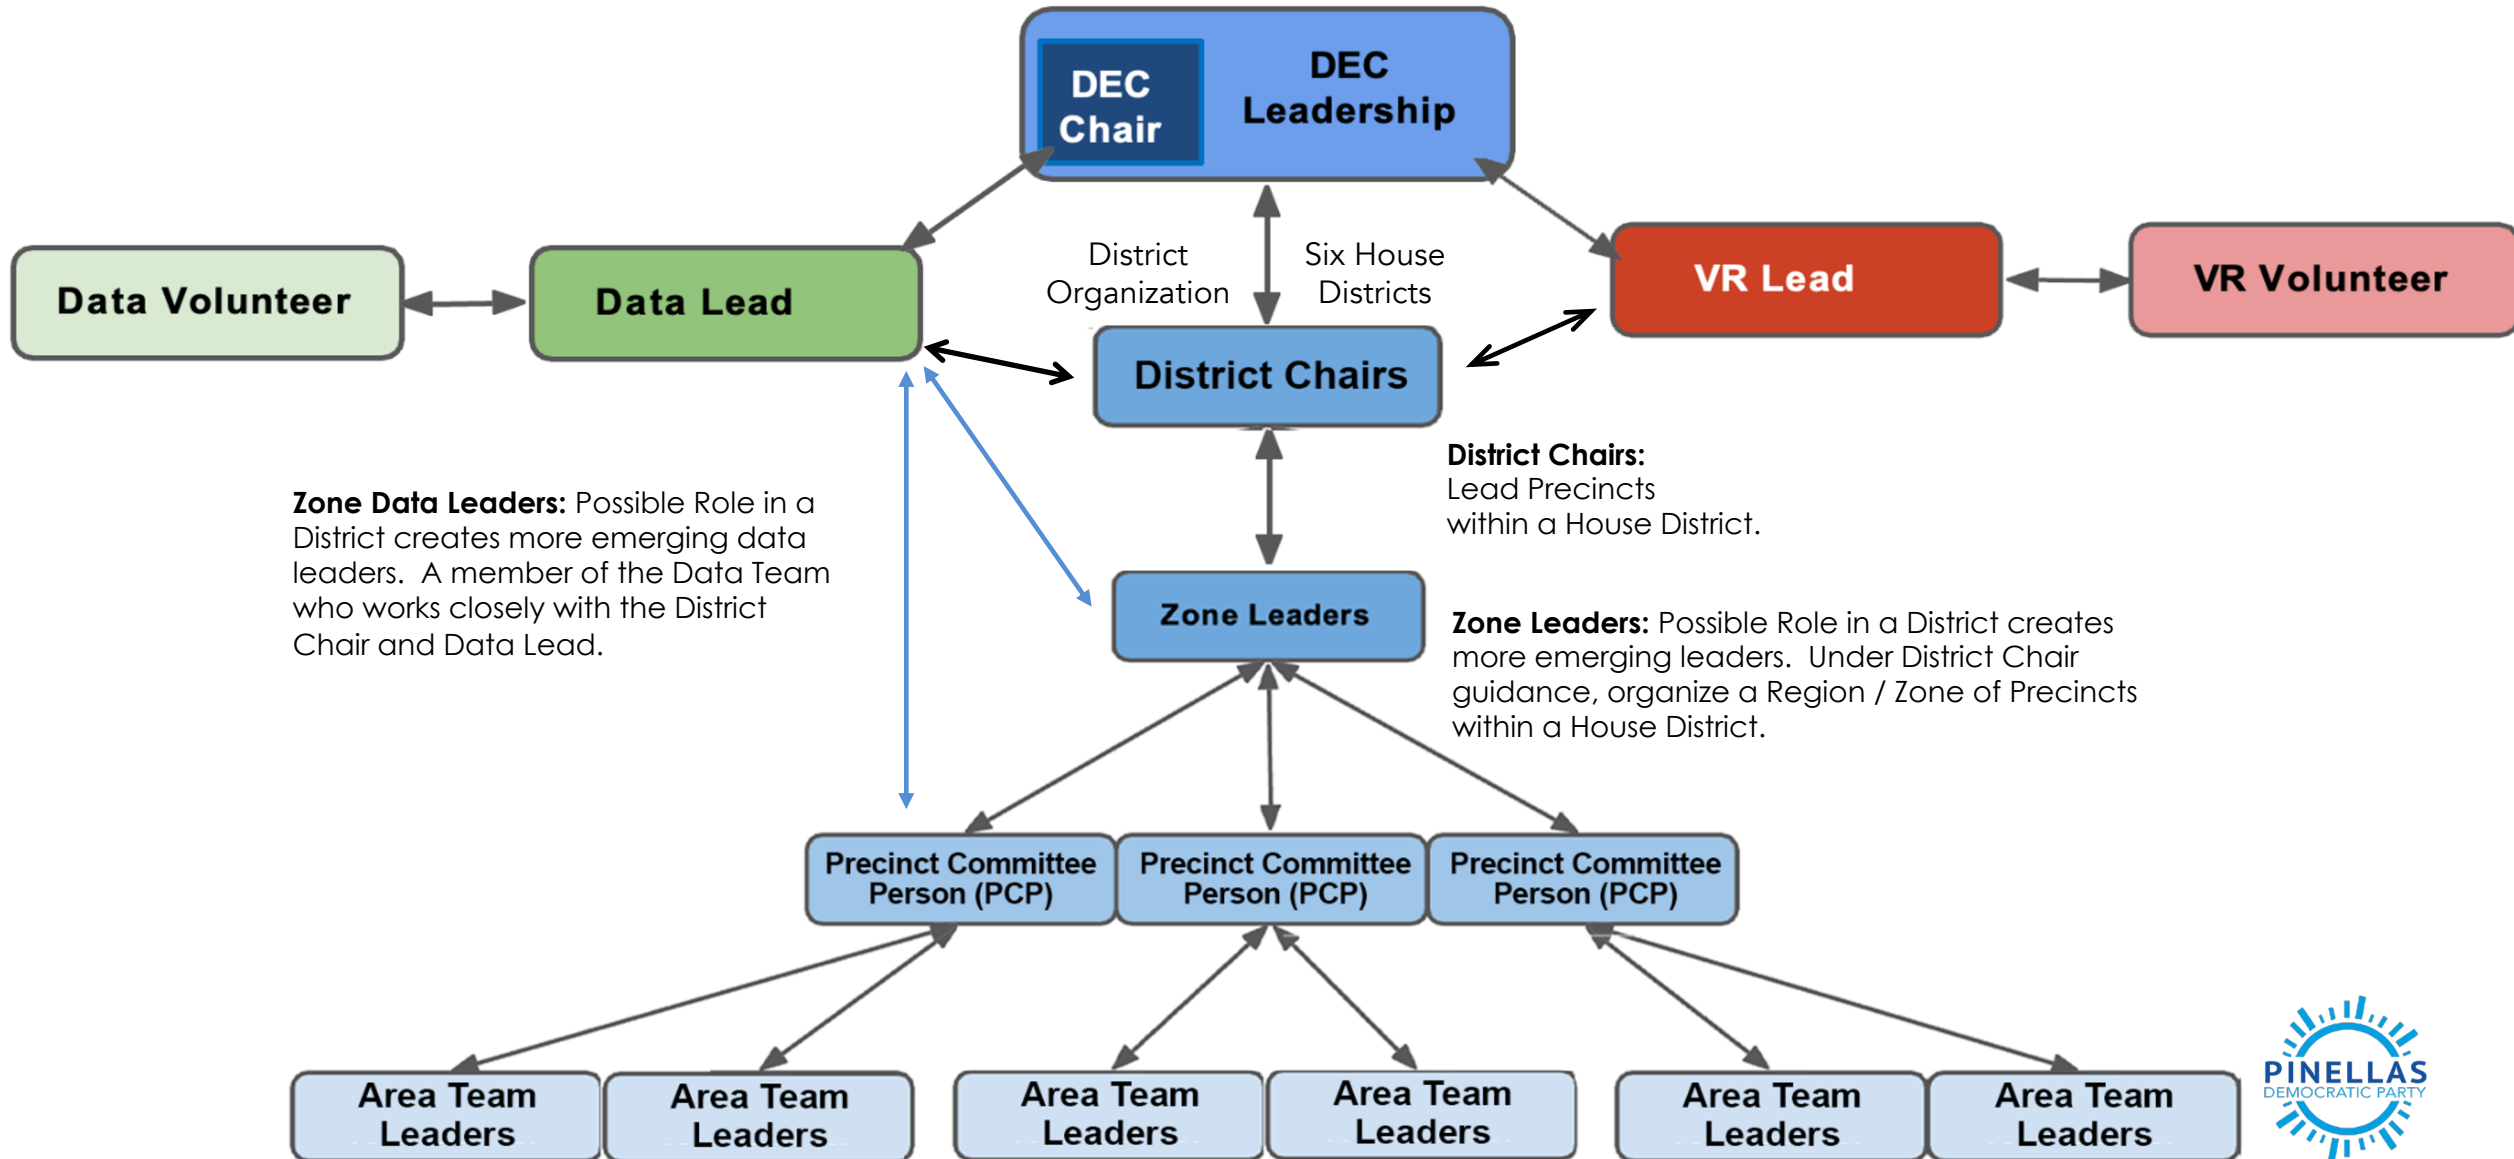 DEC
Chair
DEC
Leadership
Data Volunteer
Data Lead
District
Organization
Six House
Districts
VR Lead
VR Volunteer
District Chairs
District Chairs:
Lead Precincts
within a House District.
Zone Data Leaders: Possible Role in a
District creates more emerging data
leaders. A member of the Data Team
who works closely with the District
Chair and Data Lead.
Zone Leaders
Zone Leaders: Possible Role in a District creates
more emerging leaders. Under District Chair
guidance, organize a Region / Zone of Precincts
within a House District.
Precinct Committee
Person (PCP)
Precinct Committee
Person (PCP)
Precinct Committee
Person (PCP)
Area Team
Leaders
Area Team
Leaders
Area Team
Leaders
Area Team
Leaders
Area Team
Leaders
Area Team
Leaders
PINELLAS
DEMOCRATIC PARTY